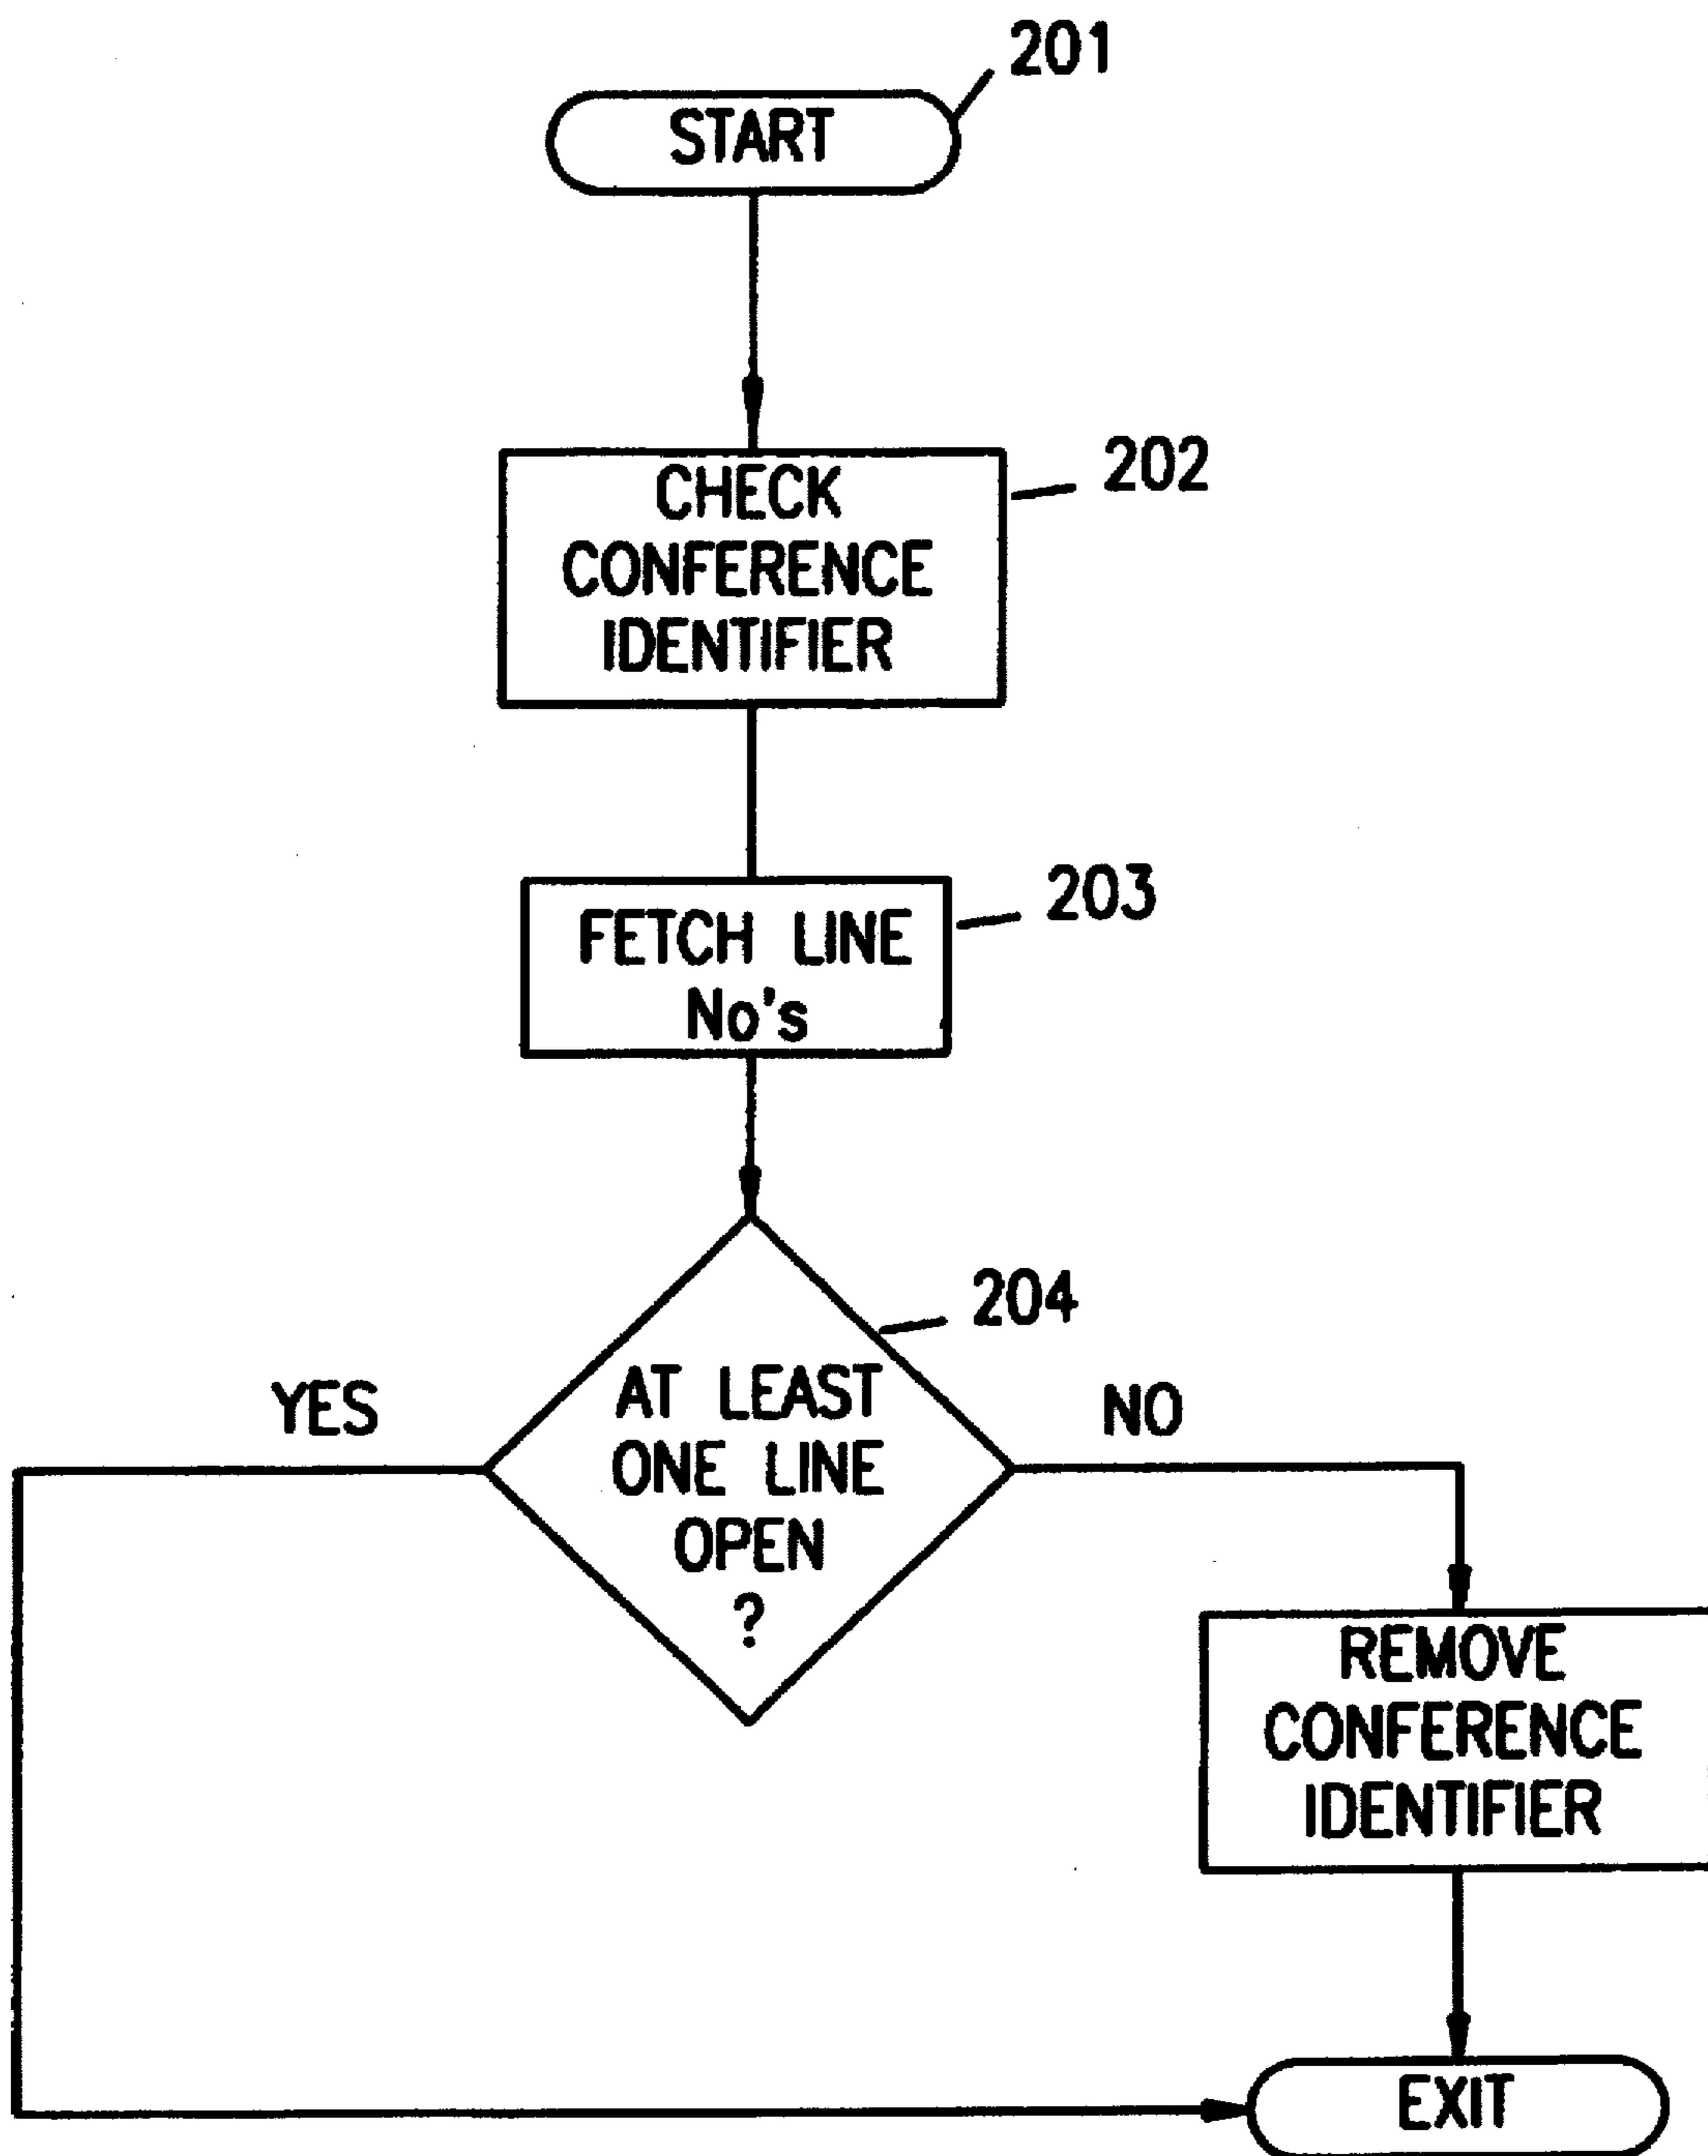 201
START
202
CHECK
CONFERENCE
IDENTIFIER
203
FETCH LINE
No's
204
AT LEAST
ONE LINE
OPEN
?
YES
NO
REMOVE
CONFERENCE
IDENTIFIER
EXIT